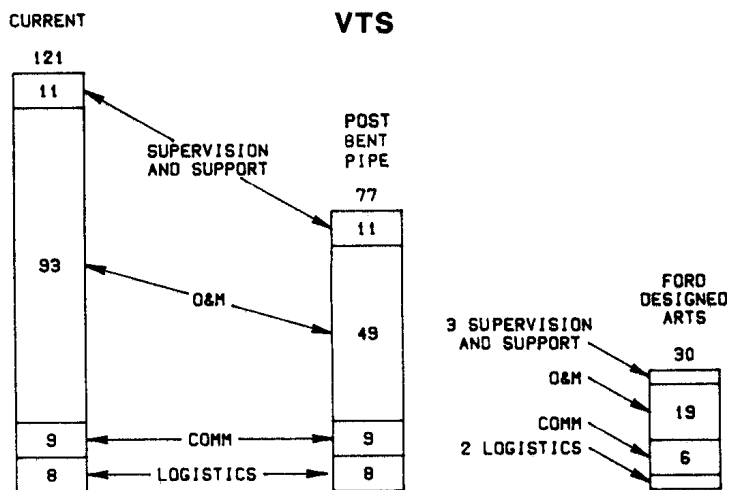 VTS
CURRENT
121
11
93
9
8
SUPERVISION
AND SUPPORT
O&M
COMM
LOGISTICS
POST
BENT
PIPE
77
11
49
9
8
3 SUPERVISION
AND SUPPORT
O&M
COMM
2 LOGISTICS
FORD
DESIGNED
ARTS
30
19
6